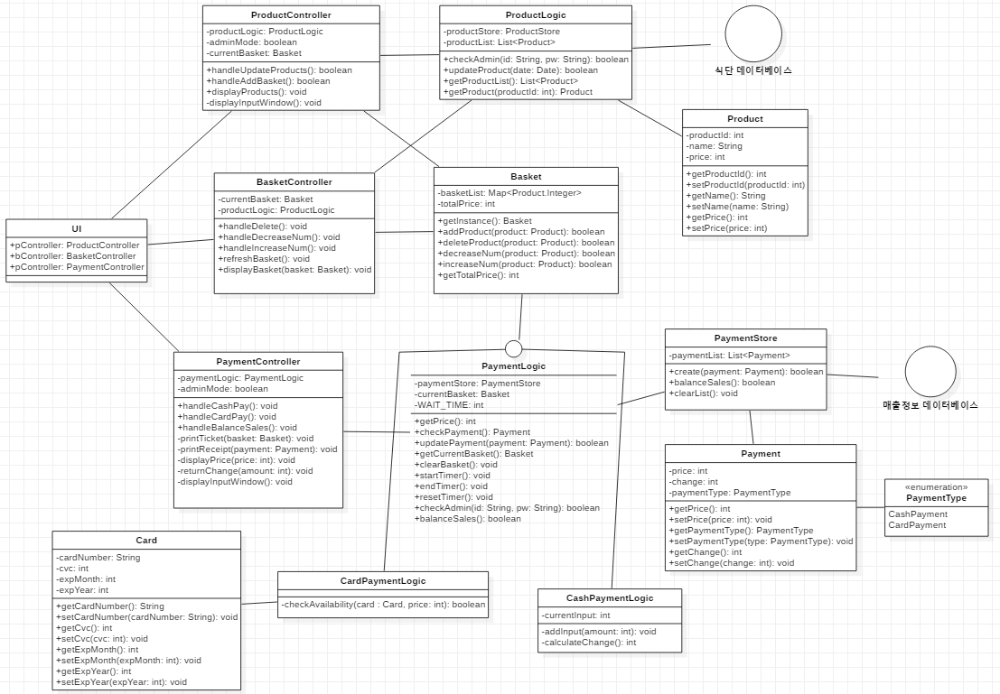 ProductController
-productLogic: ProductLogic
-adminMode: boolean
-currentBasket: Basket
+handleUpdateProducts(): boolean
+handleAddBasket(): boolean
+displayProducts(): void
-displayInputWindow(): void
ProductLogic
-productStore: ProductStore
-productList: List<Product>
+checkAdmin(id: String, pw: String): boolean
+updateProduct(date: Date): boolean
+getProductList(): List<Product>
+getProduct(productId: int): Product
식단 데이터베이스
Product
-productId: int
-name: String
-price: int
+getProductId(): int
+setProductId(productId: int)
+getName(): String
+setName(name: String)
+getPrice(): int
+setPrice(price: int)
BasketController
-currentBasket: Basket
-productLogic: ProductLogic
+handleDelete(): void
+handleDecreaseNum(): void
+handleIncreaseNum(): void
+refreshBasket(): void
+displayBasket(basket: Basket): void
Basket
-basketList: Map<Product.Integer>
-totalPrice: int
+getInstance(): Basket
+addProduct(product: Product): boolean
+deleteProduct(product: Product): boolean
+decreaseNum(product: Product): boolean
+increaseNum(product: Product): boolean
+getTotalPrice(): int
UI
+pController: ProductController
+bController: BasketController
+pController: PaymentController
PaymentController
-paymentLogic: PaymentLogic
-adminMode: boolean
+handleCashPay(): void
+handleCardPay(): void
+handleBalanceSales(): void
-printTicket(basket: Basket): void
-printReceipt(payment: Payment): void
-displayPrice(price: int): void
-returnChange(amount: int): void
-displayInputWindow(): void
PaymentLogic
-paymentStore: PaymentStore
-currentBasket: Basket
-WAIT_TIME: int
+getPrice(): int
+checkPayment(): Payment
+updatePayment(payment: Payment): boolean
+getCurrentBasket(): Basket
+clearBasket(): void
+startTimer(): void
+endTimer(): void
+resetTimer(): void
+checkAdmin(id: String, pw: String): boolean
+balanceSales(): boolean
PaymentStore
-paymentList: List<Payment>
+create(payment: Payment): boolean
+balanceSales(): boolean
+clearList(): void
매출정보 데이터베이스
Payment
-price: int
-change: int
-paymentType: PaymentType
+getPrice(): int
+setPrice(price: int): void
+getPaymentType(): PaymentType
+setPaymentType(type: PaymentType): void
+getChange(): int
+setChange(change: int): void
«enumeration»
PaymentType
CashPayment
CardPayment
Card
-cardNumber: String
-cvc: int
-expMonth: int
-expYear: int
+getCardNumber(): String
+setCardNumber(cardNumber: String): void
+getCvc(): int
+setCvc(cvc: int): void
+getExpMonth(): int
+setExpMonth(expMonth: int): void
+getExpYear(): int
+setExpYear(expYear: int): void
CardPaymentLogic
-checkAvailability(card : Card, price: int): boolean
CashPaymentLogic
-currentInput: int
-addInput(amount: int): void
-calculateChange(): int